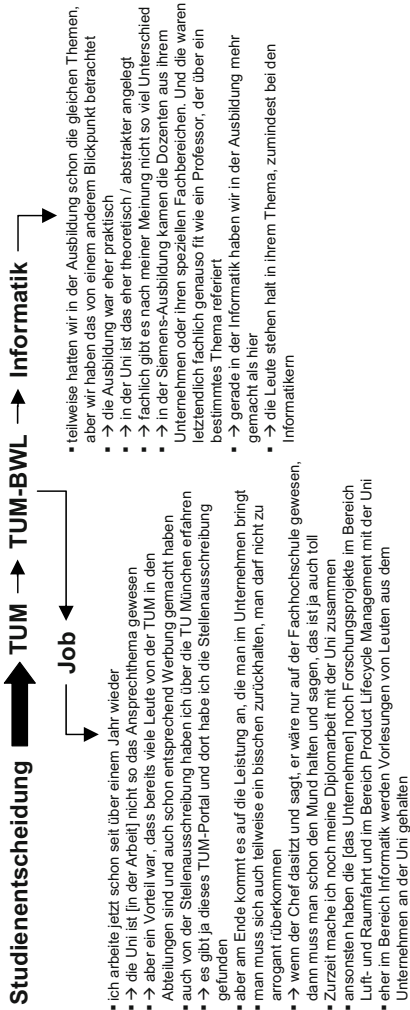 Studienentscheidung → TUM → TUM-BWL → Informatik
Job
▪ ich arbeite jetzt schon seit über einem Jahr wieder
▪ → die Uni ist [in der Arbeit] nicht so das Ansprechthema gewesen
▪ → aber ein Vorteil war, dass bereits viele Leute von der TUM in den
Abteilungen sind und auch schon entsprechend Werbung gemacht haben
▪ auch von der Stellenausschreibung haben ich über die TU München erfahren
▪ → es gibt ja dieses TUM-Portal und dort habe ich die Stellenausschreibung
gefunden
▪ aber am Ende kommt es auf die Leistung an, die man im Unternehmen bringt
▪ man muss sich auch teilweise ein bisschen zurückhalten, man darf nicht zu
arrogant rüberkommen
▪ → wenn der Chef dasitzt und sagt, er wäre nur auf der Fachhochschule gewesen,
dann muss man schon den Mund halten und sagen, das ist ja auch toll
▪ Zurzeit mache ich noch meine Diplomarbeit mit der Uni zusammen
▪ ansonsten haben die [das Unternehmen] noch Forschungsprojekte im Bereich
Luft- und Raumfahrt und im Bereich Product Lifecycle Management mit der Uni
▪ eher im Bereich Informatik werden Vorlesungen von Leuten aus dem
Unternehmen an der Uni gehalten
▪ teilweise hatten wir in der Ausbildung schon die gleichen Themen,
aber wir haben das von einem anderem Blickpunkt betrachtet
▪ → die Ausbildung war eher praktisch
▪ → in der Uni ist das eher theoretisch / abstrakter angelegt
▪ → fachlich gibt es nach meiner Meinung nicht so viel Unterschied
▪ → in der Siemens-Ausbildung kamen die Dozenten aus ihrem
Unternehmen oder ihren speziellen Fachbereichen. Und die waren
letztendlich fachlich genauso fit wie ein Professor, der über ein
bestimmtes Thema referiert
▪ → gerade in der Informatik haben wir in der Ausbildung mehr
gemacht als hier
▪ → die Leute stehen halt in ihrem Thema, zumindest bei den
Informatikern